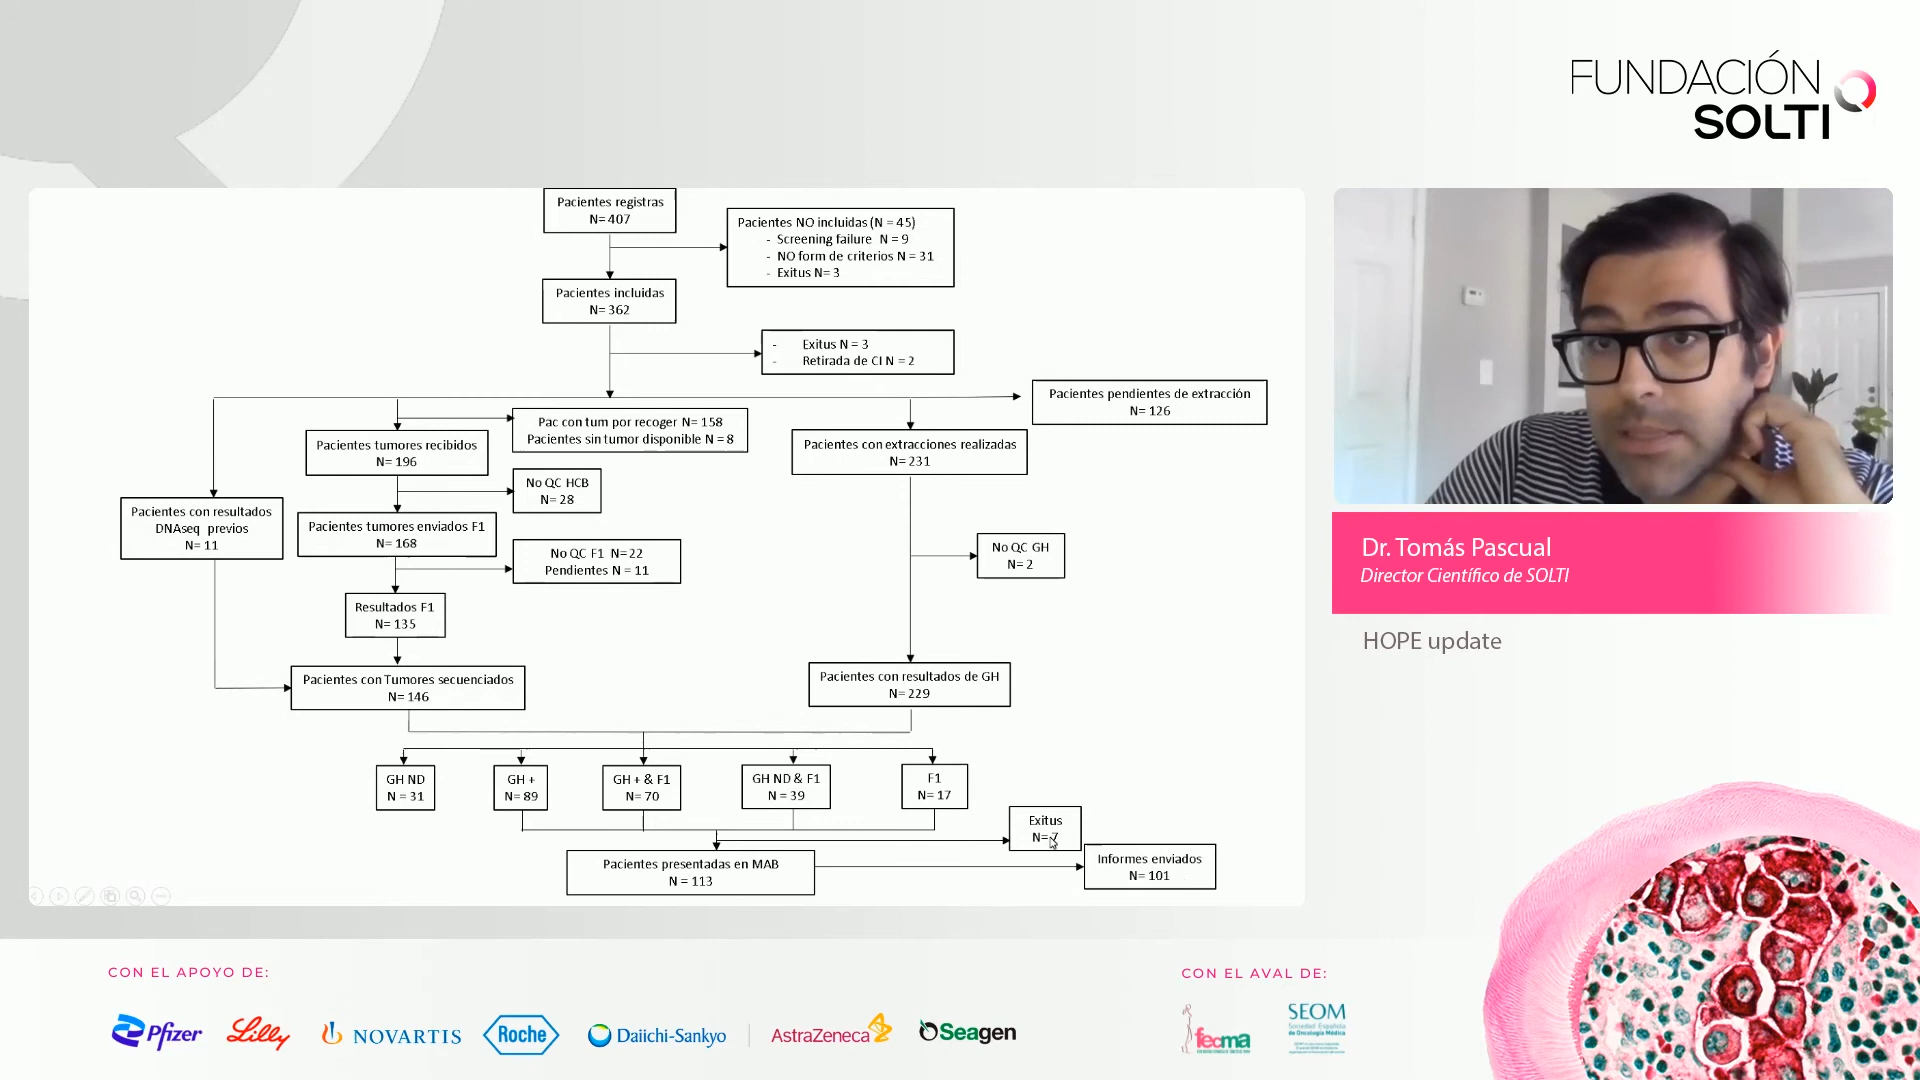 FUNDACIÓN
SOLTI
Pacientes registras
N= 407
Pacientes NO incluidas (N = 45)
- Screening failure N = 9
- NO form de criterios N = 31
- Exitus N= 3
Pacientes incluidas
N= 362
- Exitus N = 3
- Retirada de CI N = 2
Pacientes pendientes de extracción
N= 126
Pac con tum por recoger N= 158
Pacientes sin tumor disponible N = 8
Pacientes tumores recibidos
N= 196
Pacientes con extracciones realizadas
N= 231
No QC HCB
N= 28
Pacientes con resultados
DNAseq previos
N= 11
Pacientes tumores enviados F1
N= 168
No QC F1 N= 22
Pendientes N = 11
No QC GH
N= 2
Resultados F1
N= 135
Pacientes con Tumores secuenciados
N= 146
Pacientes con resultados de GH
N= 229
GH ND
N = 31
GH +
N= 89
GH + & F1
N= 70
GH ND & F1
N = 39
F1
N= 17
Exitus
N= 7
Pacientes presentadas en MAB
N = 113
Informes enviados
N= 101
Dr. Tomás Pascual
Director Científico de SOLTI
HOPE update
CON EL APOYO DE:
CON EL AVAL DE:
Pfizer
Lilly
NOVARTIS
Roche
Daiichi-Sankyo
AstraZeneca
Seagen
fecma
SEOM
Sociedad Española
de Oncología Médica